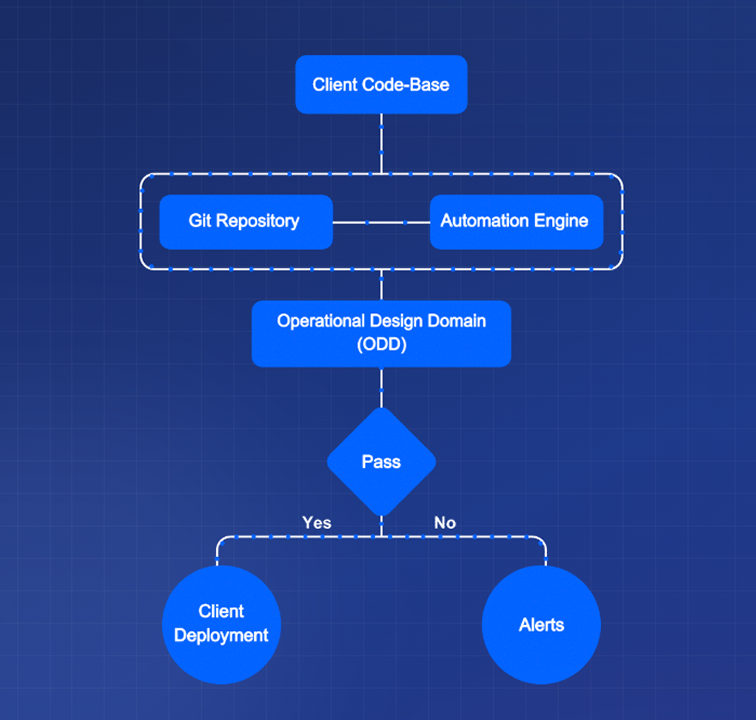 Client Code-Base
Git Repository
Automation Engine
Operational Design Domain
(ODD)
Pass
Yes
No
Client
Deployment
Alerts